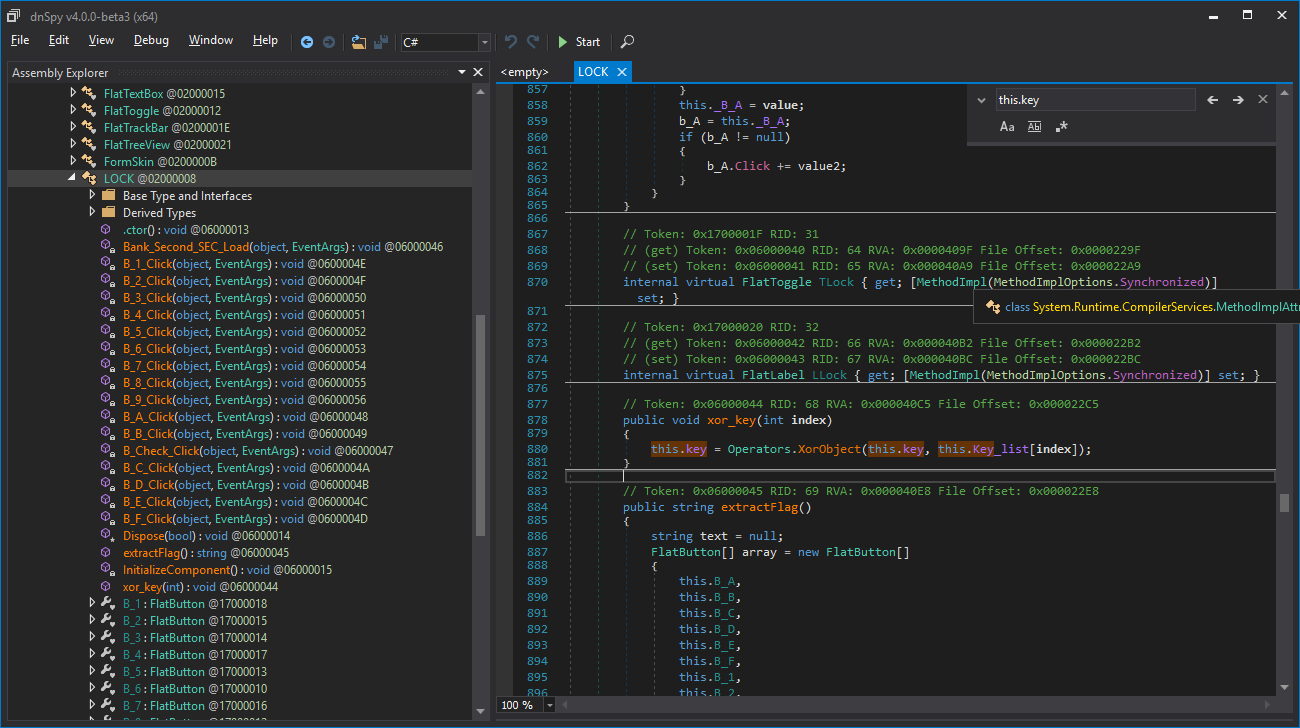 dnSpy v4.0.0-beta3 (x64)
File Edit View Debug Window Help C# Start
Assembly Explorer
FlatTextBox @02000015
FlatToggle @02000012
FlatTrackBar @0200001E
FlatTreeView @02000021
FormSkin @0200000B
LOCK @02000008
Base Type and Interfaces
Derived Types
.ctor() : void @06000013
Bank_Second_SEC_Load(object, EventArgs) : void @06000046
B_1_Click(object, EventArgs) : void @0600004E
B_2_Click(object, EventArgs) : void @0600004F
B_3_Click(object, EventArgs) : void @06000050
B_4_Click(object, EventArgs) : void @06000051
B_5_Click(object, EventArgs) : void @06000052
B_6_Click(object, EventArgs) : void @06000053
B_7_Click(object, EventArgs) : void @06000054
B_8_Click(object, EventArgs) : void @06000055
B_9_Click(object, EventArgs) : void @06000056
B_A_Click(object, EventArgs) : void @06000048
B_B_Click(object, EventArgs) : void @06000049
B_Check_Click(object, EventArgs) : void @06000047
B_C_Click(object, EventArgs) : void @0600004A
B_D_Click(object, EventArgs) : void @0600004B
B_E_Click(object, EventArgs) : void @0600004C
B_F_Click(object, EventArgs) : void @0600004D
Dispose(bool) : void @06000014
extractFlag() : string @06000045
InitializeComponent() : void @06000015
xor_key(int) : void @06000044
B_1 : FlatButton @17000018
B_2 : FlatButton @17000015
B_3 : FlatButton @17000014
B_4 : FlatButton @17000017
B_5 : FlatButton @17000013
B_6 : FlatButton @17000010
B_7 : FlatButton @17000016
<empty> LOCK
this.key
Aa Ab .*
857 }
858 this._B_A = value;
859 b_A = this._B_A;
860 if (b_A != null)
861 {
862 b_A.Click += value2;
863 }
864 }
865 }
866
867 // Token: 0x1700001F RID: 31
868 // (get) Token: 0x06000040 RID: 64 RVA: 0x0000409F File Offset: 0x0000229F
869 // (set) Token: 0x06000041 RID: 65 RVA: 0x000040A9 File Offset: 0x000022A9
870 internal virtual FlatToggle TLock { get; [MethodImpl(MethodImplOptions.Synchronized)]
set; }
class System.Runtime.CompilerServices.MethodImplAttr
871
872 // Token: 0x17000020 RID: 32
873 // (get) Token: 0x06000042 RID: 66 RVA: 0x000040B2 File Offset: 0x000022B2
874 // (set) Token: 0x06000043 RID: 67 RVA: 0x000040BC File Offset: 0x000022BC
875 internal virtual FlatLabel LLock { get; [MethodImpl(MethodImplOptions.Synchronized)] set; }
876
877 // Token: 0x06000044 RID: 68 RVA: 0x000040C5 File Offset: 0x000022C5
878 public void xor_key(int index)
879 {
880 this.key = Operators.XorObject(this.key, this.Key_list[index]);
881 }
882
883 // Token: 0x06000045 RID: 69 RVA: 0x000040E8 File Offset: 0x000022E8
884 public string extractFlag()
885 {
886 string text = null;
887 FlatButton[] array = new FlatButton[]
888 {
889 this.B_A,
890 this.B_B,
891 this.B_C,
892 this.B_D,
893 this.B_E,
894 this.B_F,
895 this.B_1,
896 this.B_2,
100 %